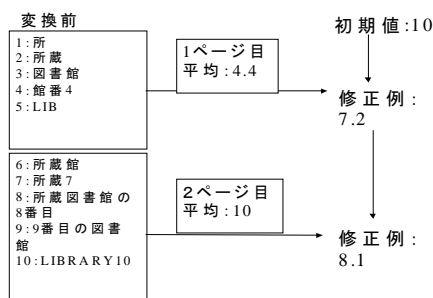 変換前
1:所
2:所蔵
3:図書館
4:館番4
5:LIB
1ページ目
平均:4.4
初期値:10
修正例:
7.2
6:所蔵館
7:所蔵7
8:所蔵図書館の
8番目
9:9番目の図書
館
10:LIBRARY10
2ページ目
平均:10
修正例:
8.1